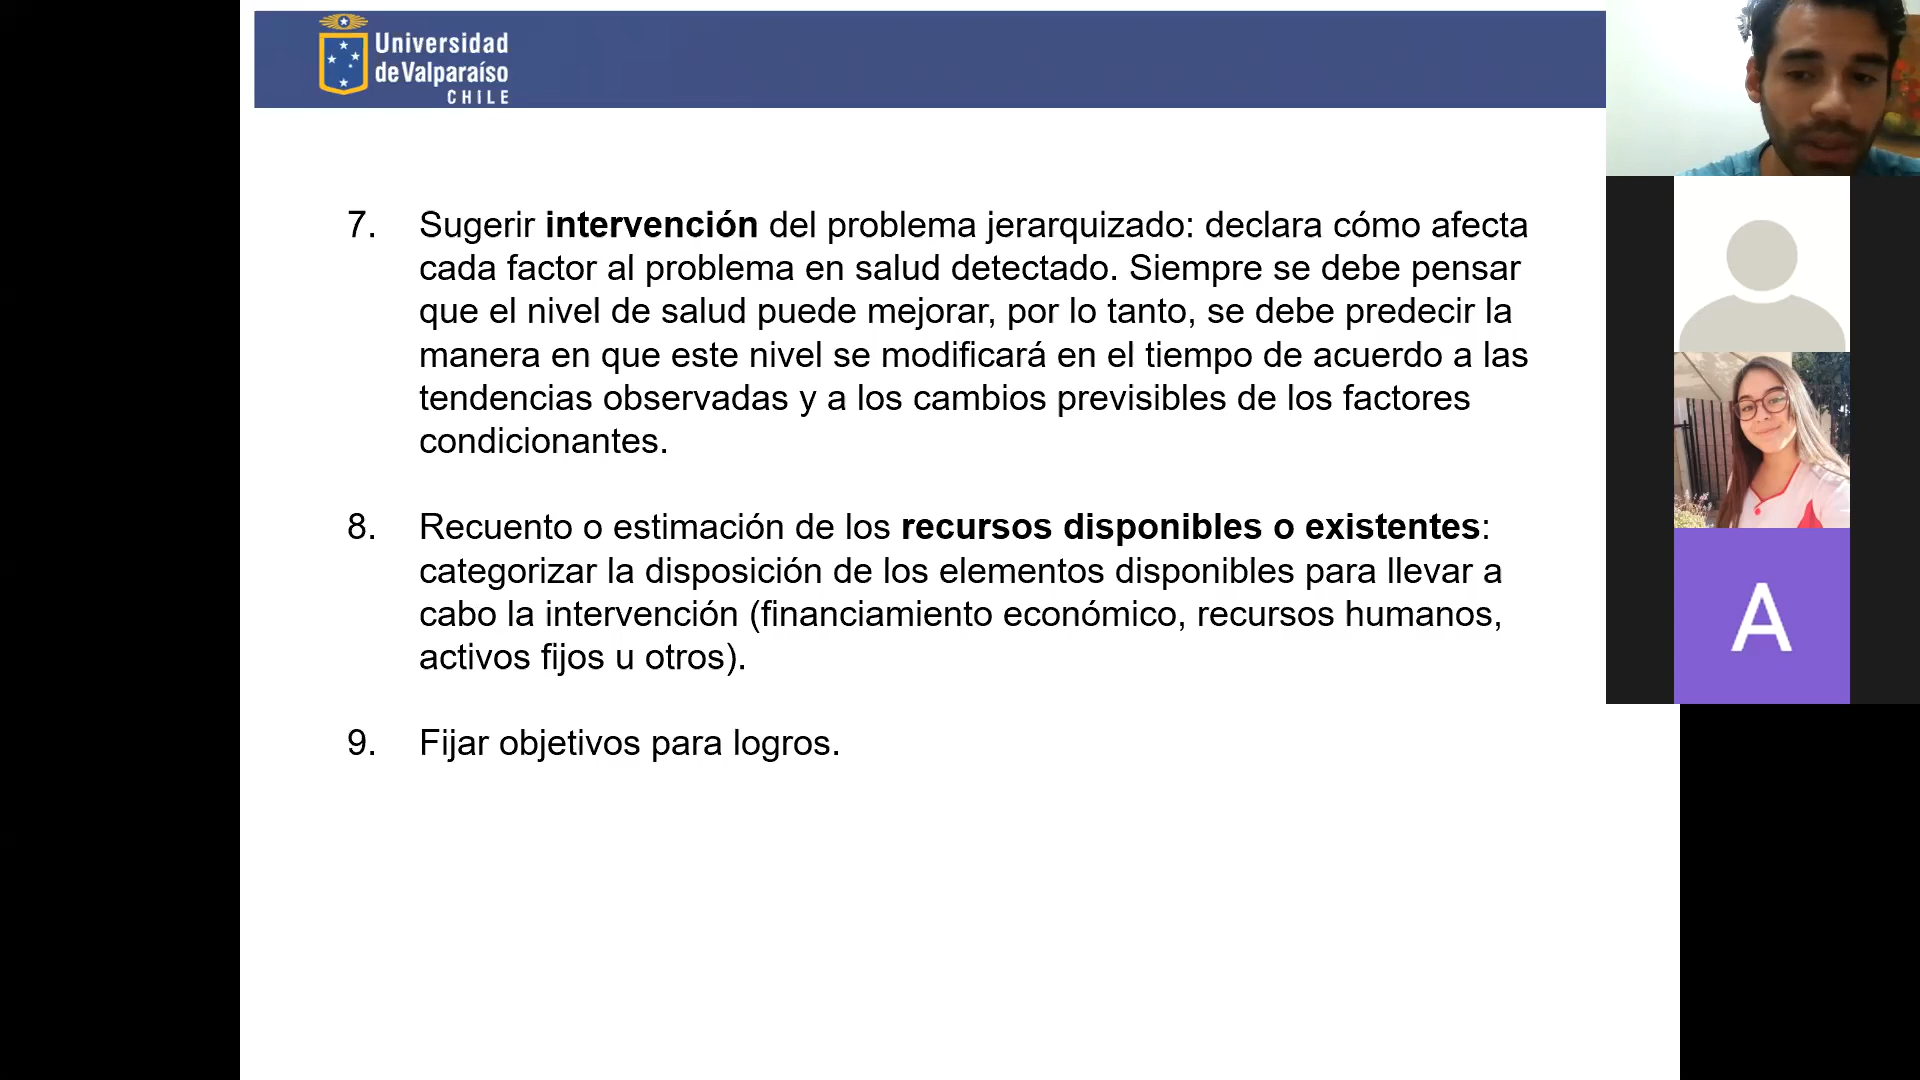 Universidad
de Valparaíso
CHILE
7. Sugerir intervención del problema jerarquizado: declara cómo afecta
cada factor al problema en salud detectado. Siempre se debe pensar
que el nivel de salud puede mejorar, por lo tanto, se debe predecir la
manera en que este nivel se modificará en el tiempo de acuerdo a las
tendencias observadas y a los cambios previsibles de los factores
condicionantes.
8. Recuento o estimación de los recursos disponibles o existentes:
categorizar la disposición de los elementos disponibles para llevar a
cabo la intervención (financiamiento económico, recursos humanos,
activos fijos u otros).
9. Fijar objetivos para logros.
A